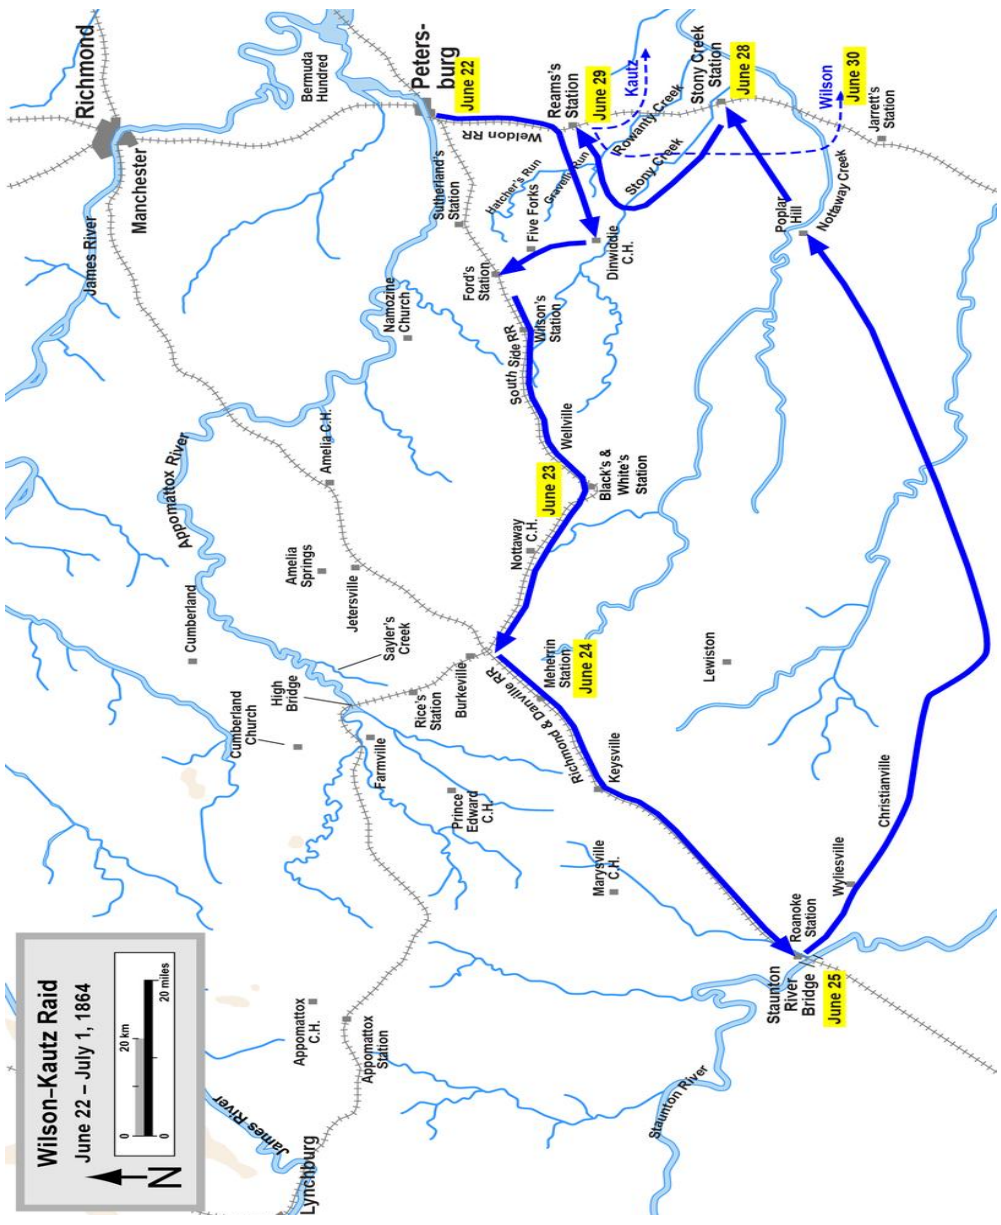 Wilson–Kautz Raid
June 22 – July 1, 1864
0
20 km
0
20 miles
N
James River
Lynchburg
Appomattox
C.H.
Appomattox
Station
Cumberland
Church
Cumberland
High
Bridge
Farmville
Prince
Edward
C.H.
Rice's
Station
Burkeville
Sayler's
Creek
Jetersville
Amelia
Springs
Amelia C.H.
Appomattox River
Namozine
Church
James River
Manchester
Richmond
Bermuda
Hundred
Peters-
burg
June 22
Weldon RR
Sutherland's
Station
Ford's
Station
Five Forks
Hatcher's Run
Gravelly Run
Dinwiddie
C.H.
Reams's
Station
June 29
Kautz
Rowanty Creek
Stony Creek
Stony Creek
Station
June 28
Wilson
June 30
Jarrett's
Station
Nottaway Creek
Poplar
Hill
Wilson's
Station
South Side RR
Wellville
Black's &
White's
Station
June 23
Nottaway
C.H.
Meherrin
Station
June 24
Richmond & Danville RR
Keysville
Lewiston
Marysville
C.H.
Christianville
Wyliesville
Roanoke
Station
Staunton
River
Bridge
June 25
Staunton River